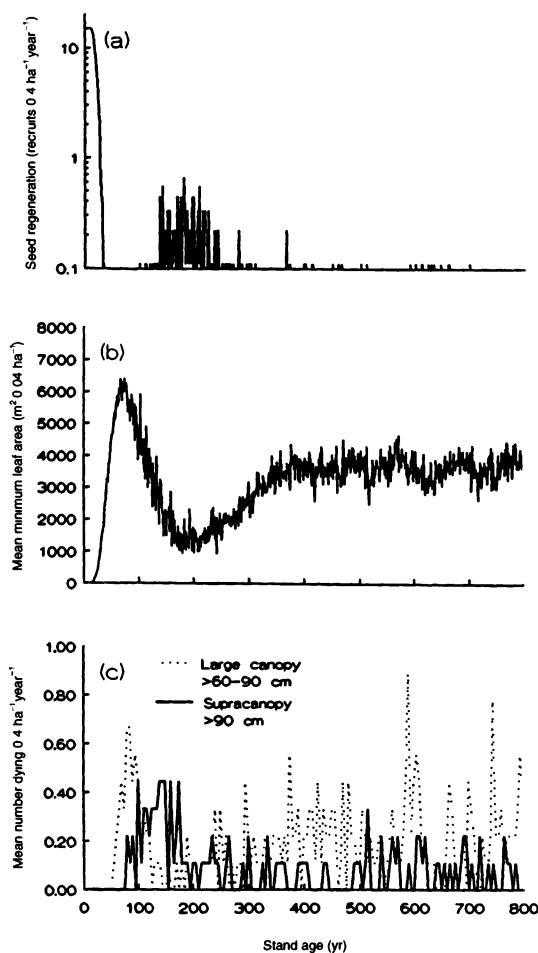 (a)
Seed regeneration (recruits 0 4 ha⁻¹ year⁻¹)
10
1
0.1
(b)
Mean minimum leaf area (m² 0 04 ha⁻¹)
8000
7000
6000
5000
4000
3000
2000
1000
0
(c)
Mean number dying 0 4 ha⁻¹ year⁻¹
1.00
0.80
0.60
0.40
0.20
0.00
Large canopy
>60-90 cm
Supracanopy
>90 cm
0 100 200 300 400 500 600 700 800
Stand age (yr)